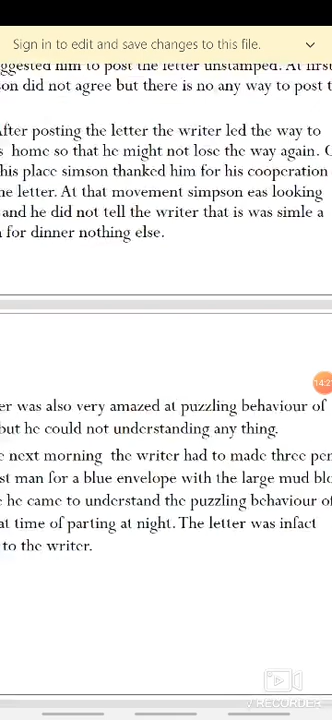 Sign in to edit and save changes to this file.
ggested him to post the letter unstamped. At first
son did not agree but there is no any way to post t
After posting the letter the writer led the way to
s home so that he might not lose the way again. O
his place simson thanked him for his cooperation
he letter. At that movement simpson eas looking
and he did not tell the writer that is was simle a
n for dinner nothing else.
14:2
er was also very amazed at puzzling behaviour of
but he could not understanding any thing.
e next morning the writer had to made three pen
st man for a blue envelope with the large mud blo
e he came to understand the puzzling behaviour of
at time of parting at night. The letter was infact
to the writer.
RECORDER